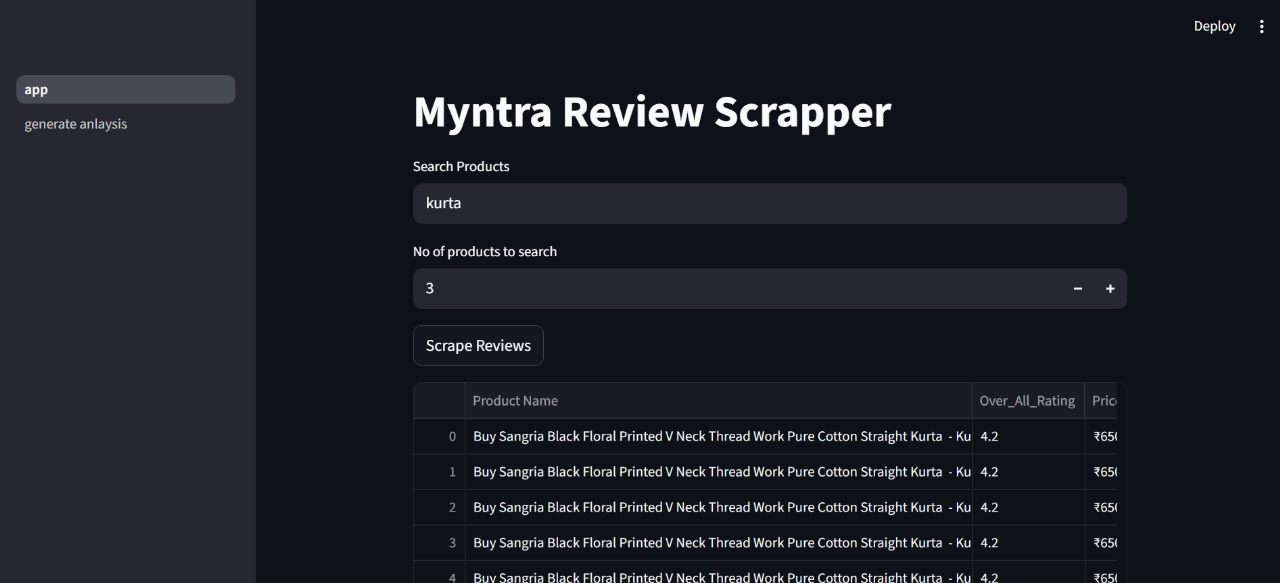 Deploy
app
generate anlaysis
Myntra Review Scrapper
Search Products
kurta
No of products to search
3
Scrape Reviews
Product Name Over_All_Rating Pric
0 Buy Sangria Black Floral Printed V Neck Thread Work Pure Cotton Straight Kurta - Ku 4.2 ₹650
1 Buy Sangria Black Floral Printed V Neck Thread Work Pure Cotton Straight Kurta - Ku 4.2 ₹650
2 Buy Sangria Black Floral Printed V Neck Thread Work Pure Cotton Straight Kurta - Ku 4.2 ₹650
3 Buy Sangria Black Floral Printed V Neck Thread Work Pure Cotton Straight Kurta - Ku 4.2 ₹650
4 Buy Sangria Black Floral Printed V Neck Thread Work Pure Cotton Straight Kurta - Ku 4.2 ₹650